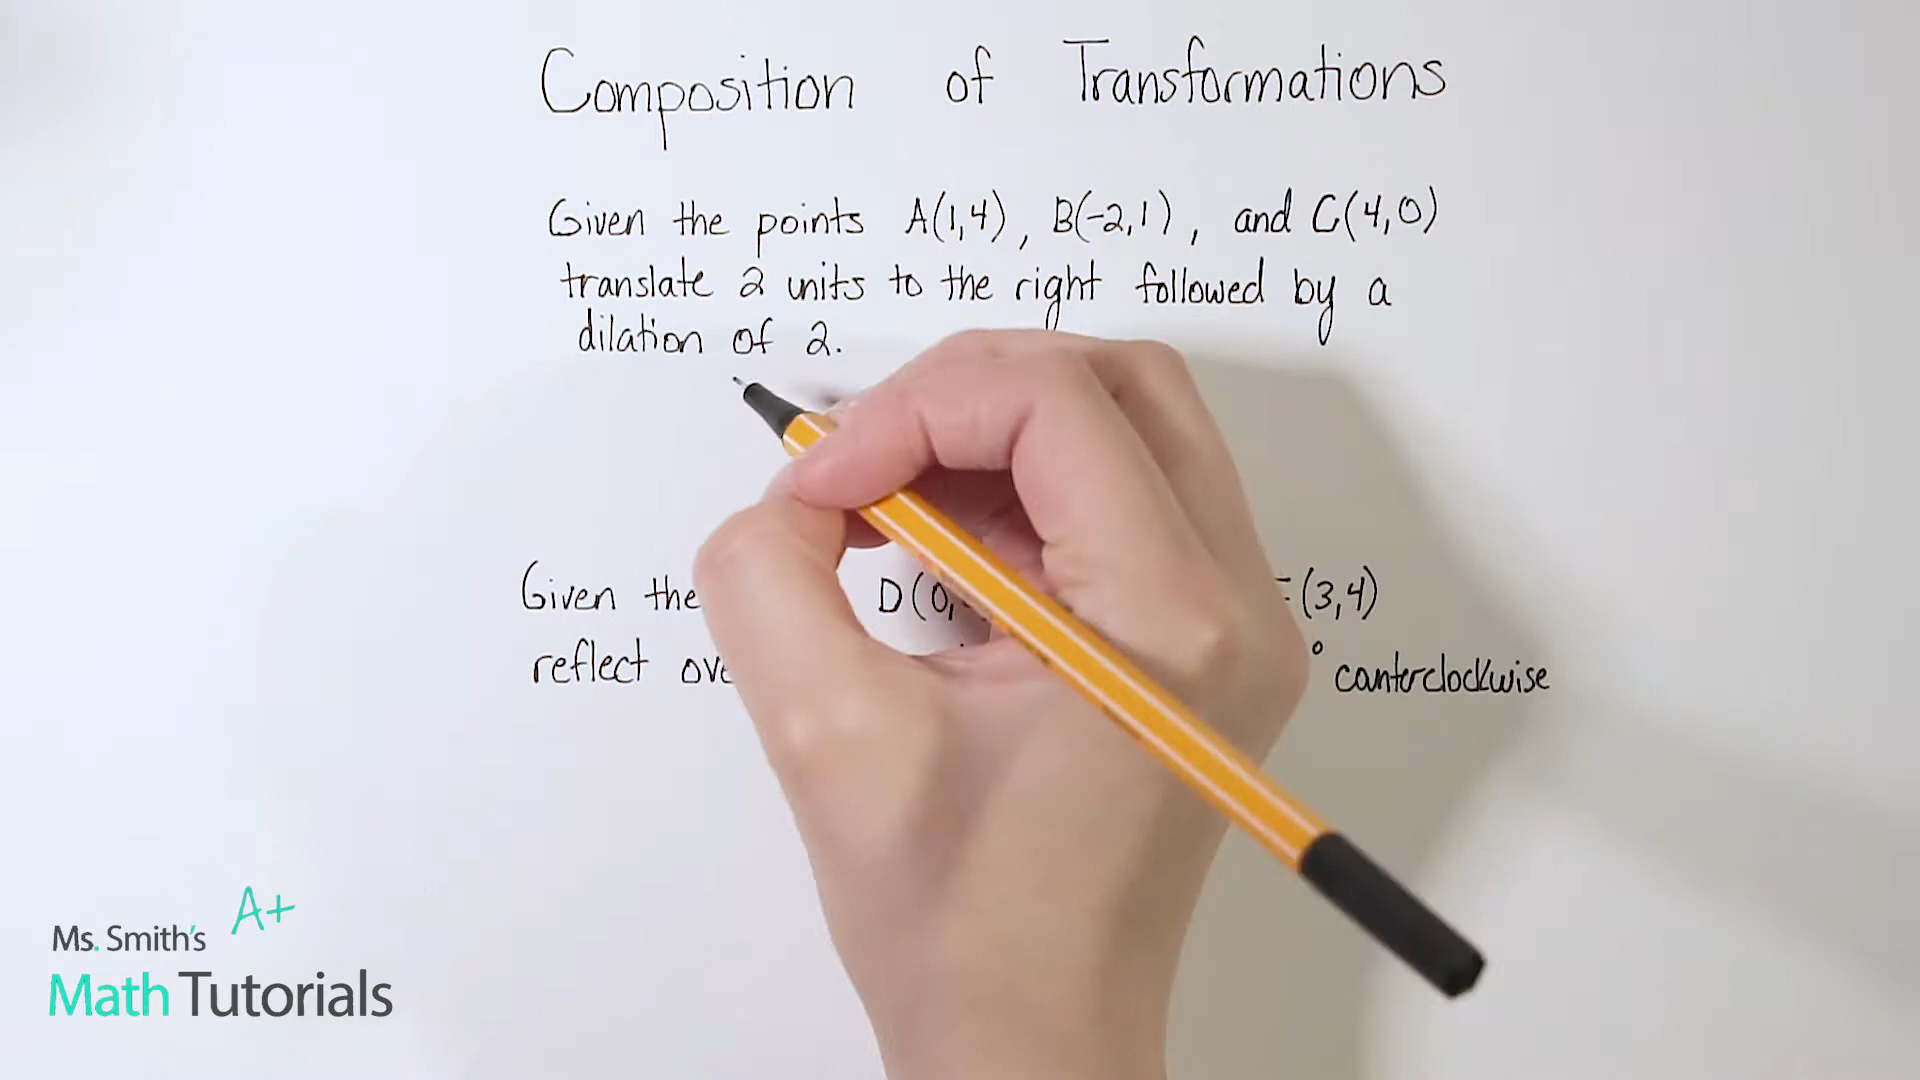 Composition of Transformations
Given the points A(1,4), B(-2,1), and C(4,0)
translate 2 units to the right followed by a
dilation of 2.
Given the D(0, (3,4)
reflect ° counterclockwise
A+
Ms. Smith's
Math Tutorials